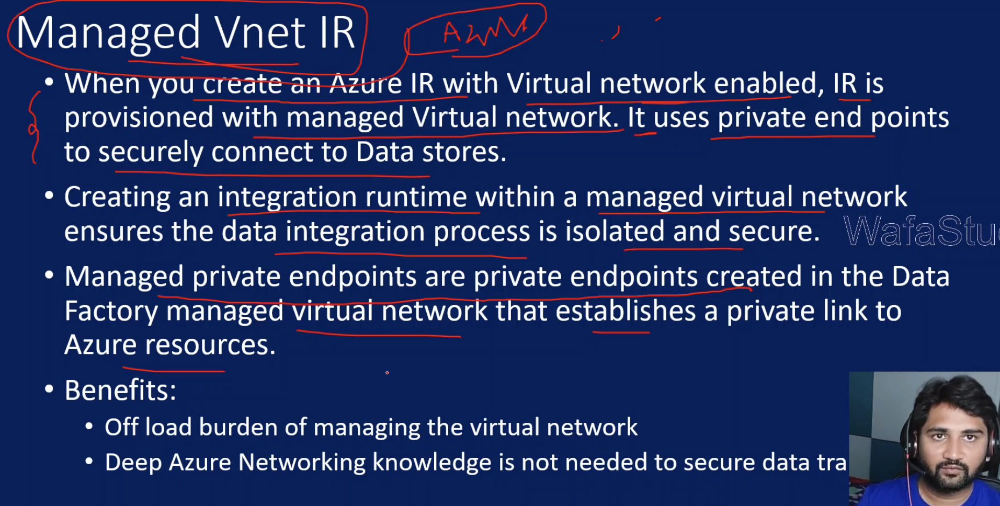 Managed Vnet IR
• When you create an Azure IR with Virtual network enabled, IR is
provisioned with managed Virtual network. It uses private end points
to securely connect to Data stores.
• Creating an integration runtime within a managed virtual network
ensures the data integration process is isolated and secure.
WafaStu
• Managed private endpoints are private endpoints created in the Data
Factory managed virtual network that establishes a private link to
Azure resources.
• Benefits:
• Off load burden of managing the virtual network
• Deep Azure Networking knowledge is not needed to secure data tra